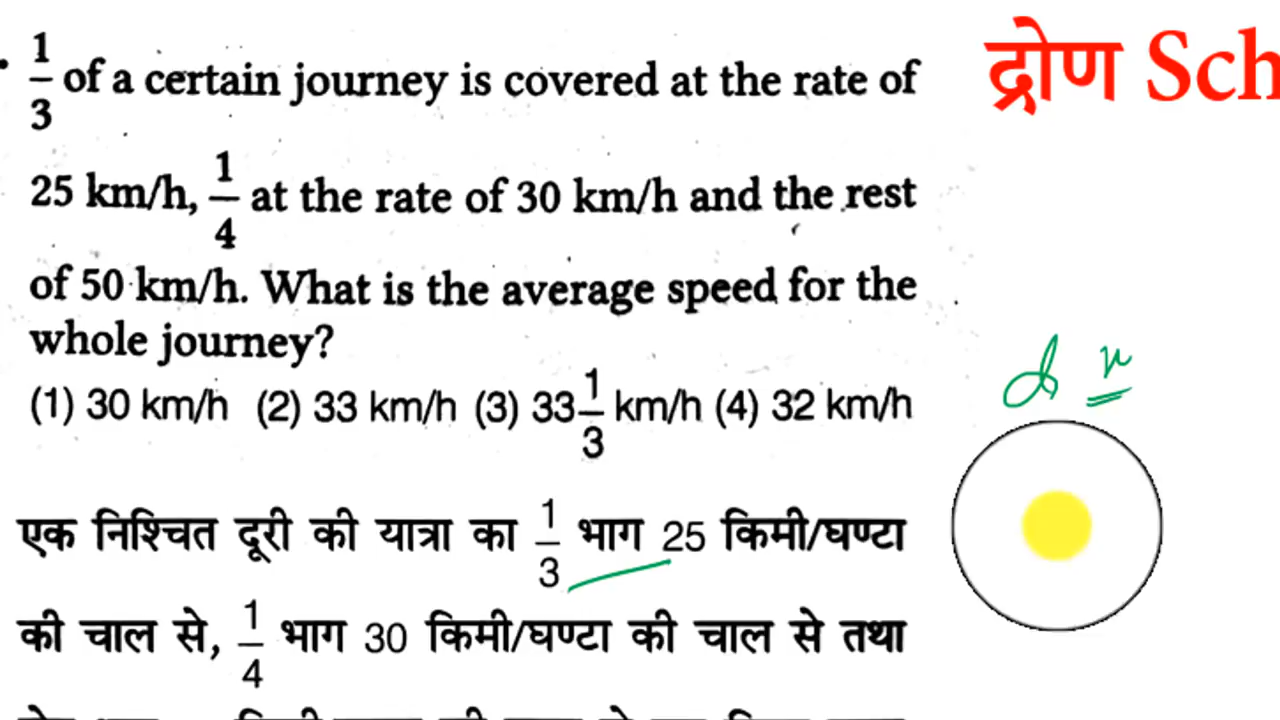 1/3 of a certain journey is covered at the rate of
द्रोण Sch
25 km/h, 1/4 at the rate of 30 km/h and the rest
of 50 km/h. What is the average speed for the
whole journey?
(1) 30 km/h (2) 33 km/h (3) 33 1/3 km/h (4) 32 km/h
एक निश्चित दूरी की यात्रा का 1/3 भाग 25 किमी/घण्टा
की चाल से, 1/4 भाग 30 किमी/घण्टा की चाल से तथा